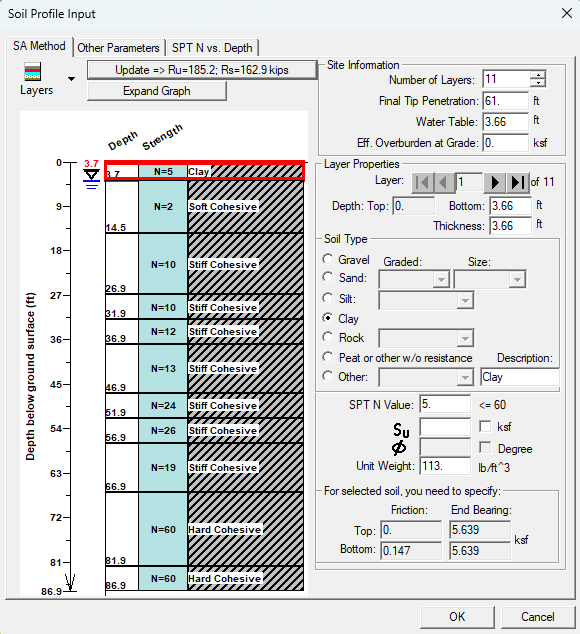 Soil Profile Input
SA Method
Other Parameters
SPT N vs. Depth
Layers
Update => Ru=185.2; Rs=162.9 kips
Expand Graph
Depth
Strength
Depth below ground surface (ft)
0
9
18
27
36
45
54
63
72
81
86.9
3.7
3.7
N=5
Clay
N=2
Soft Cohesive
14.5
N=10
Stiff Cohesive
26.9
N=10
Stiff Cohesive
31.9
N=12
Stiff Cohesive
36.9
N=13
Stiff Cohesive
46.9
N=24
Stiff Cohesive
51.9
N=26
Stiff Cohesive
56.9
N=19
Stiff Cohesive
66.9
N=60
Hard Cohesive
81.9
N=60
Hard Cohesive
86.9
Site Information
Number of Layers: 11
Final Tip Penetration: 61. ft
Water Table: 3.66 ft
Eff. Overburden at Grade: 0. ksf
Layer Properties
Layer: 1 of 11
Depth: Top: 0. Bottom: 3.66 ft
Thickness: 3.66 ft
Soil Type
Gravel Graded: Size:
Sand:
Silt:
Clay
Rock
Peat or other w/o resistance Description:
Other: Clay
SPT N Value: 5. <= 60
Su ksf
ϕ Degree
Unit Weight: 113. lb/ft^3
For selected soil, you need to specify:
Friction: End Bearing:
Top: 0. 5.639
ksf
Bottom: 0.147 5.639
OK
Cancel